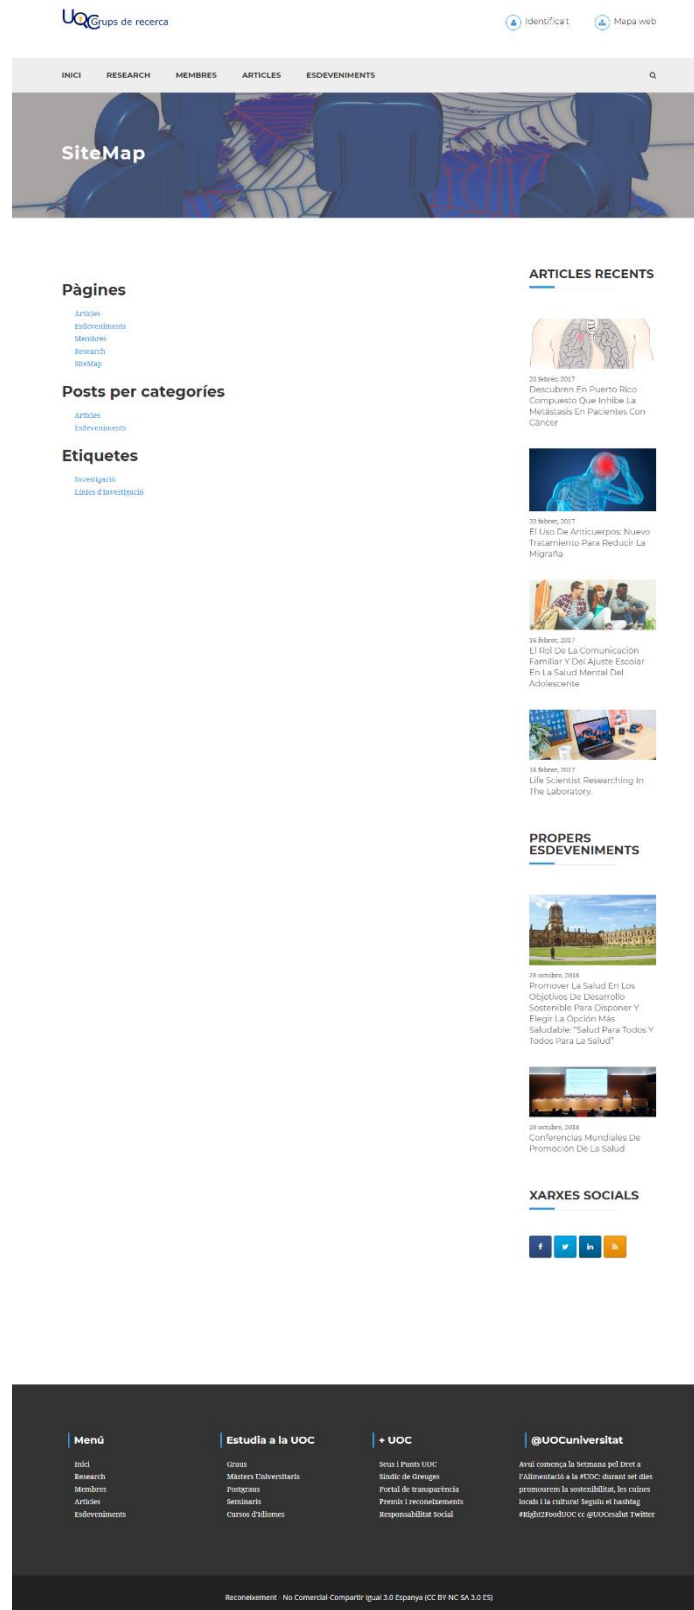 UOC Grups de recerca
Identifica't
Mapa web
INICI RESEARCH MEMBRES ARTICLES ESDEVENIMENTS
SiteMap
Pàgines
Articles
Esdeveniments
Membres
Research
SiteMap
Posts per categoríes
Articles
Esdeveniments
Etiquetes
Investigació
Línies d'investigació
ARTICLES RECENTS
20 febrer, 2017
Descubren En Puerto Rico
Compuesto Que Inhibe La
Metástasis En Pacientes Con
Cáncer
20 febrer, 2017
El Uso De Anticuerpos: Nuevo
Tratamiento Para Reducir La
Migraña
16 febrer, 2017
El Rol De La Comunicación
Familiar Y Del Ajuste Escolar
En La Salud Mental Del
Adolescente
16 febrer, 2017
Life Scientist Researching In
The Laboratory.
PROPERS
ESDEVENIMENTS
28 octubre, 2018
Promover La Salud En Los
Objetivos De Desarrollo
Sostenible Para Disponer Y
Elegir La Opción Más
Saludable: "Salud Para Todos Y
Todos Para La Salud"
28 octubre, 2018
Conferencias Mundiales De
Promoción De La Salud
XARXES SOCIALS
Menú
Inici
Research
Membres
Articles
Esdeveniments
Estudia a la UOC
Graus
Màsters Universitaris
Postgraus
Seminaris
Cursos d'Idiomes
+ UOC
Seus i Punts UOC
Síndic de Greuges
Portal de transparència
Premis i reconeixements
Responsabilitat Social
@UOCuniversitat
Avui comença la Setmana pel Dret a
l'Alimentació a la #UOC: durant set dies
promourem la sostenibilitat, les cuines
locals i la cultura! Seguiu el hashtag
#Right2FoodUOC cc @UOCesalut Twitter
Reconeixement - No Comercial-Compartir Igual 3.0 Espanya (CC BY-NC-SA 3.0 ES)